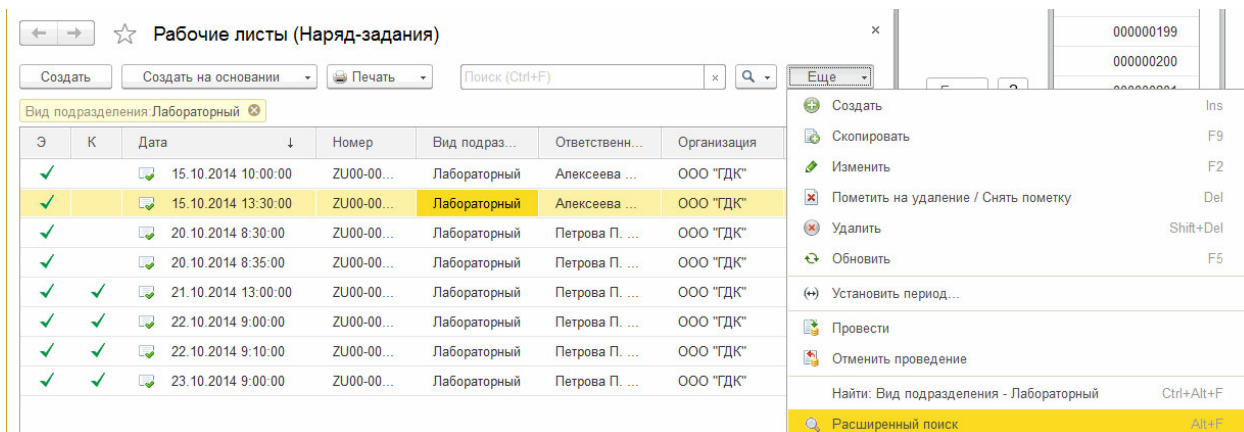 Рабочие листы (Наряд-задания)
Создать
Создать на основании
Печать
Поиск (Ctrl+F)
Еще
Вид подразделения:Лабораторный
Э К Дата Номер Вид подраз... Ответственн... Организация
15.10.2014 10:00:00 ZU00-00... Лабораторный Алексеева ... ООО "ГДК"
15.10.2014 13:30:00 ZU00-00... Лабораторный Алексеева ... ООО "ГДК"
20.10.2014 8:30:00 ZU00-00... Лабораторный Петрова П. ... ООО "ГДК"
20.10.2014 8:35:00 ZU00-00... Лабораторный Петрова П. ... ООО "ГДК"
21.10.2014 13:00:00 ZU00-00... Лабораторный Петрова П. ... ООО "ГДК"
22.10.2014 9:00:00 ZU00-00... Лабораторный Петрова П. ... ООО "ГДК"
22.10.2014 9:10:00 ZU00-00... Лабораторный Петрова П. ... ООО "ГДК"
23.10.2014 9:00:00 ZU00-00... Лабораторный Петрова П. ... ООО "ГДК"
000000199
000000200
Создать Ins
Скопировать F9
Изменить F2
Пометить на удаление / Снять пометку Del
Удалить Shift+Del
Обновить F5
Установить период...
Провести
Отменить проведение
Найти: Вид подразделения - Лабораторный Ctrl+Alt+F
Расширенный поиск Alt+F